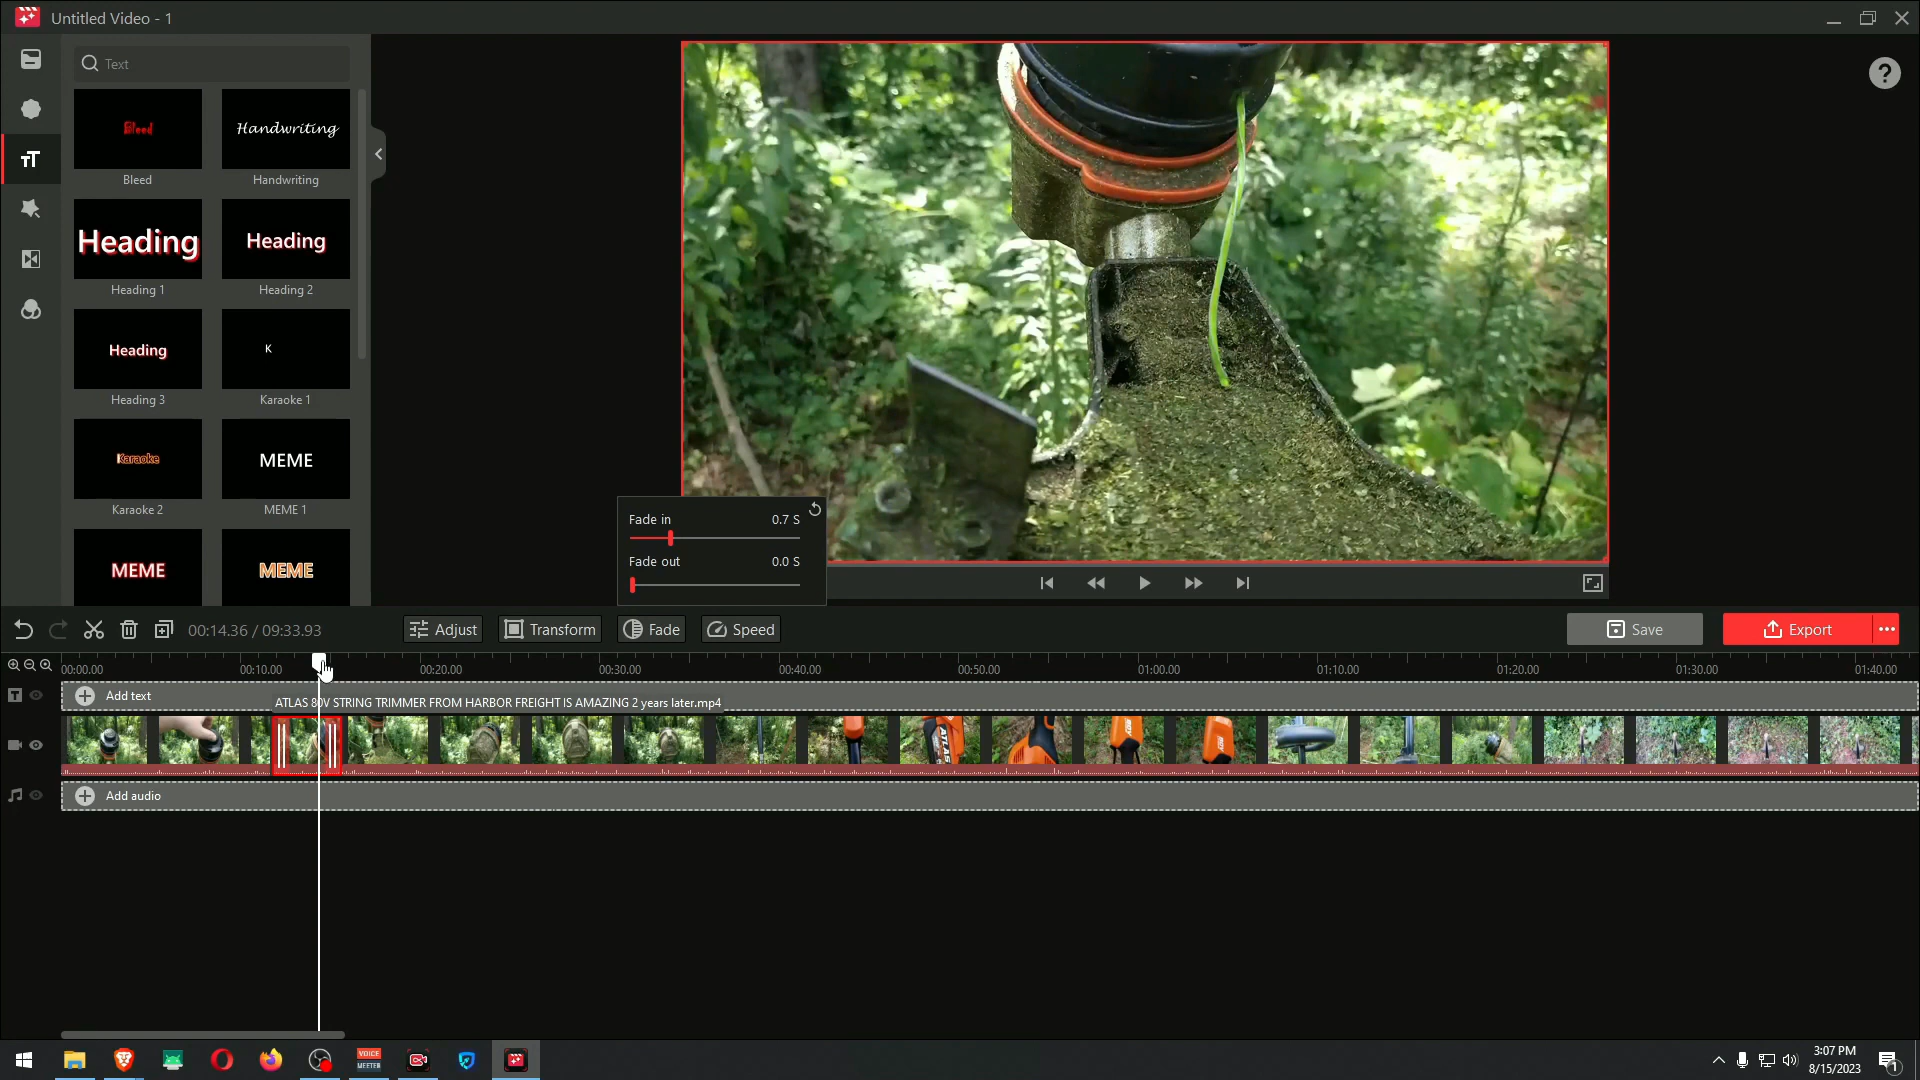 Untitled Video - 1
Text
Bleed
Handwriting
Bleed
Handwriting
Heading
Heading
Heading 1
Heading 2
Heading
K
Heading 3
Karaoke 1
Karaoke
MEME
Karaoke 2
MEME 1
MEME
MEME
Fade in
0.7 S
Fade out
0.0 S
?
00:14.36 / 09:33.93
Adjust
Transform
Fade
Speed
Save
Export
00:00.00
00:10.00
00:20.00
00:30.00
00:40.00
00:50.00
01:00.00
01:10.00
01:20.00
01:30.00
01:40.00
T
Add text
ATLAS 80V STRING TRIMMER FROM HARBOR FREIGHT IS AMAZING 2 years later.mp4
ATLAS
Add audio
VOICE
MEETER
3:07 PM
8/15/2023
1